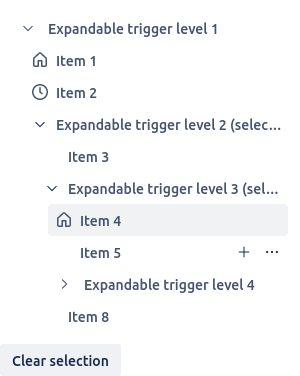 Expandable trigger level 1
Item 1
Item 2
Expandable trigger level 2 (selec...
Item 3
Expandable trigger level 3 (sel...
Item 4
Item 5
Expandable trigger level 4
Item 8
Clear selection